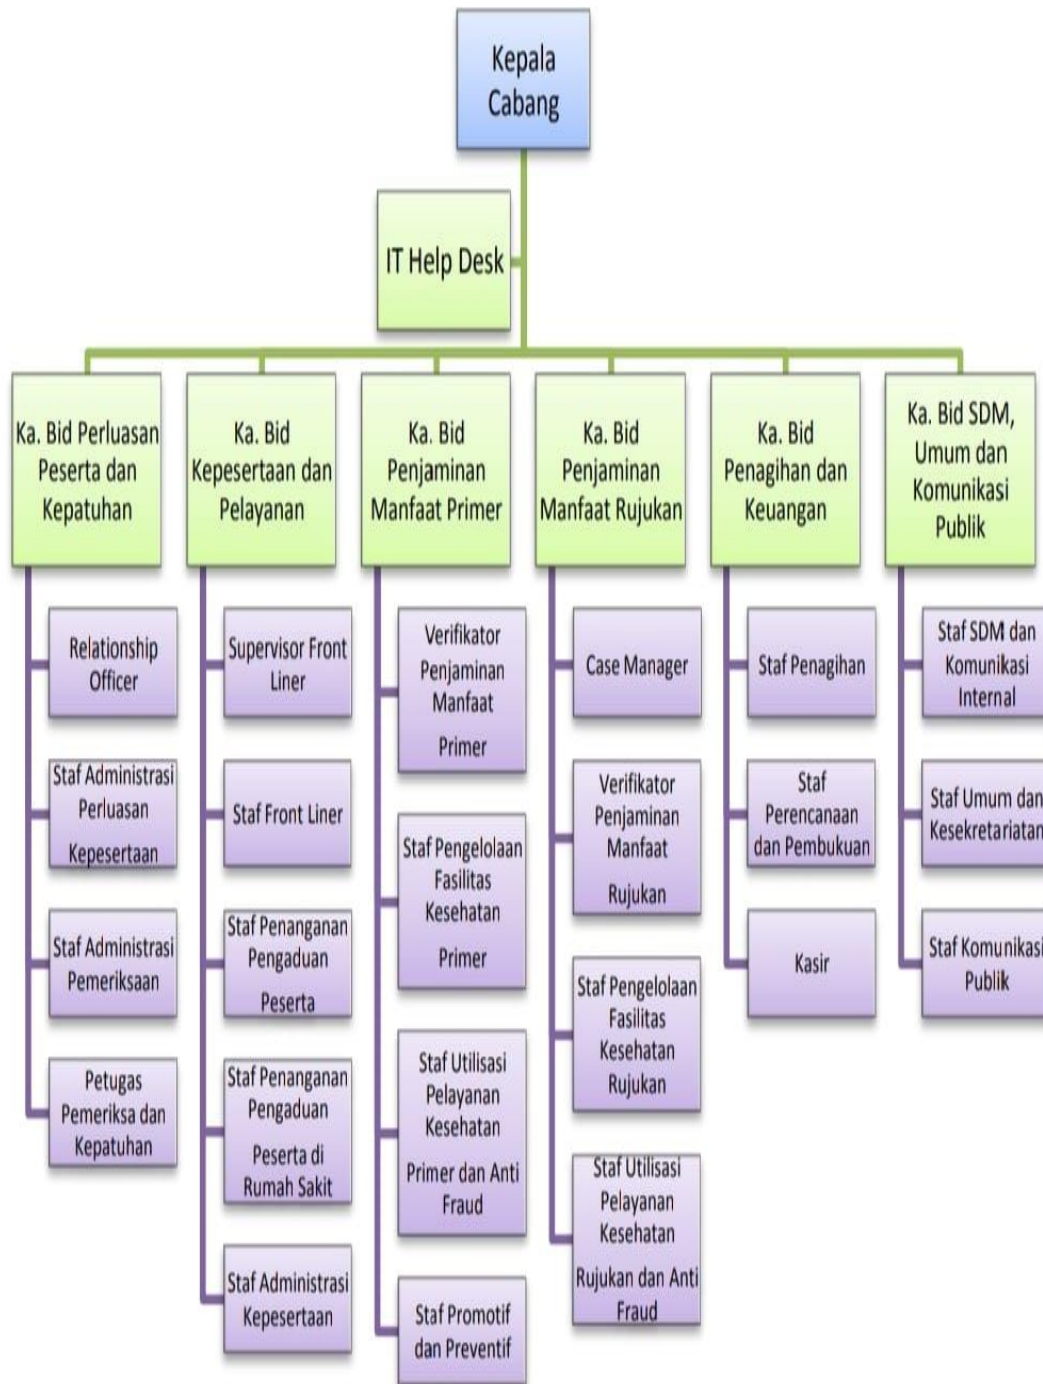 Kepala
Cabang
IT Help Desk
Ka. Bid Perluasan
Peserta dan
Kepatuhan
Ka. Bid
Kepesertaan dan
Pelayanan
Ka. Bid
Penjaminan
Manfaat Primer
Ka. Bid
Penjaminan
Manfaat Rujukan
Ka. Bid
Penagihan dan
Keuangan
Ka. Bid SDM,
Umum dan
Komunikasi
Publik
Relationship
Officer
Staf Administrasi
Perluasan
Kepesertaan
Staf Administrasi
Pemeriksaan
Petugas
Pemeriksa dan
Kepatuhan
Supervisor Front
Liner
Staf Front Liner
Staf Penanganan
Pengaduan
Peserta
Staf Penanganan
Pengaduan
Peserta di
Rumah Sakit
Staf Administrasi
Kepesertaan
Verifikator
Penjaminan
Manfaat
Primer
Staf Pengelolaan
Fasilitas
Kesehatan
Primer
Staf Utilisasi
Pelayanan
Kesehatan
Primer dan Anti
Fraud
Staf Promotif
dan Preventif
Case Manager
Verifikator
Penjaminan
Manfaat
Rujukan
Staf Pengelolaan
Fasilitas
Kesehatan
Rujukan
Staf Utilisasi
Pelayanan
Kesehatan
Rujukan dan Anti
Fraud
Staf Penagihan
Staf
Perencanaan
dan Pembukuan
Kasir
Staf SDM dan
Komunikasi
Internal
Staf Umum dan
Kesekretariatan
Staf Komunikasi
Publik